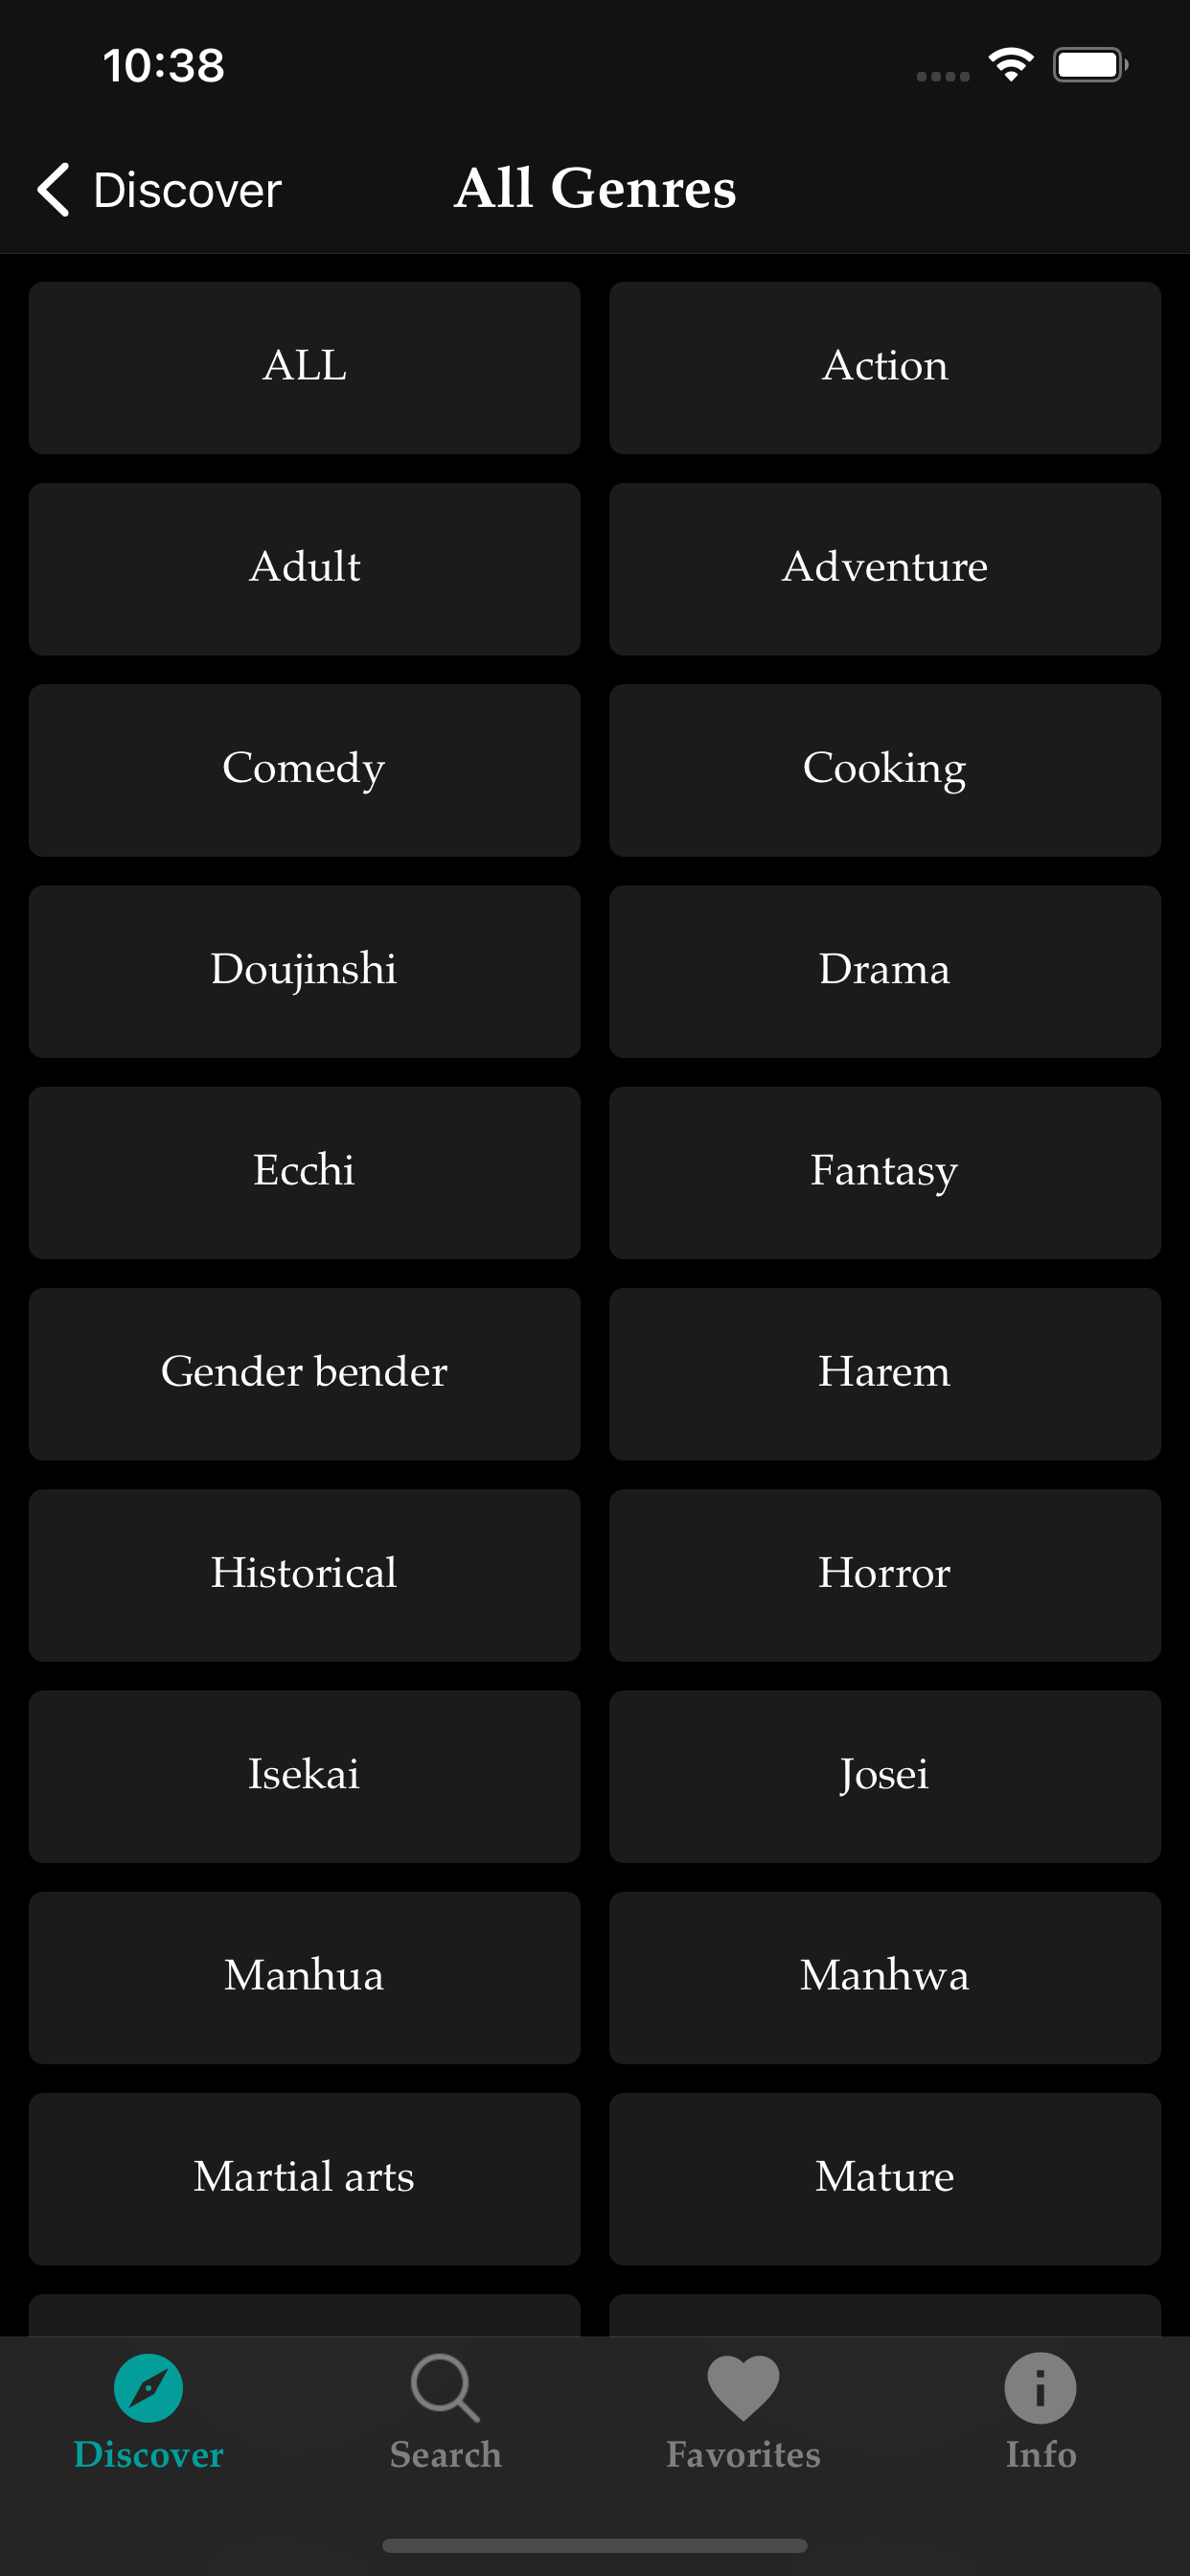 10:38
Discover
All Genres
ALL
Action
Adult
Adventure
Comedy
Cooking
Doujinshi
Drama
Ecchi
Fantasy
Gender bender
Harem
Historical
Horror
Isekai
Josei
Manhua
Manhwa
Martial arts
Mature
Discover
Search
Favorites
Info